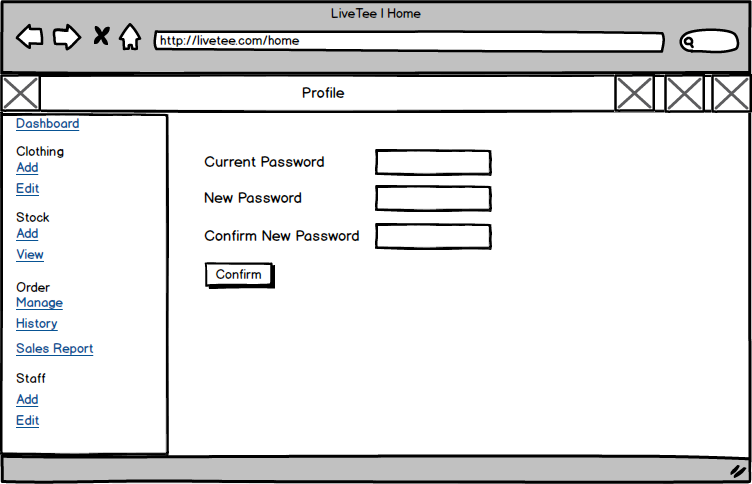 LiveTee | Home
http://livetee.com/home
Profile
Dashboard
Clothing
Add
Edit
Stock
Add
View
Order
Manage
History
Sales Report
Staff
Add
Edit
Current Password
New Password
Confirm New Password
Confirm